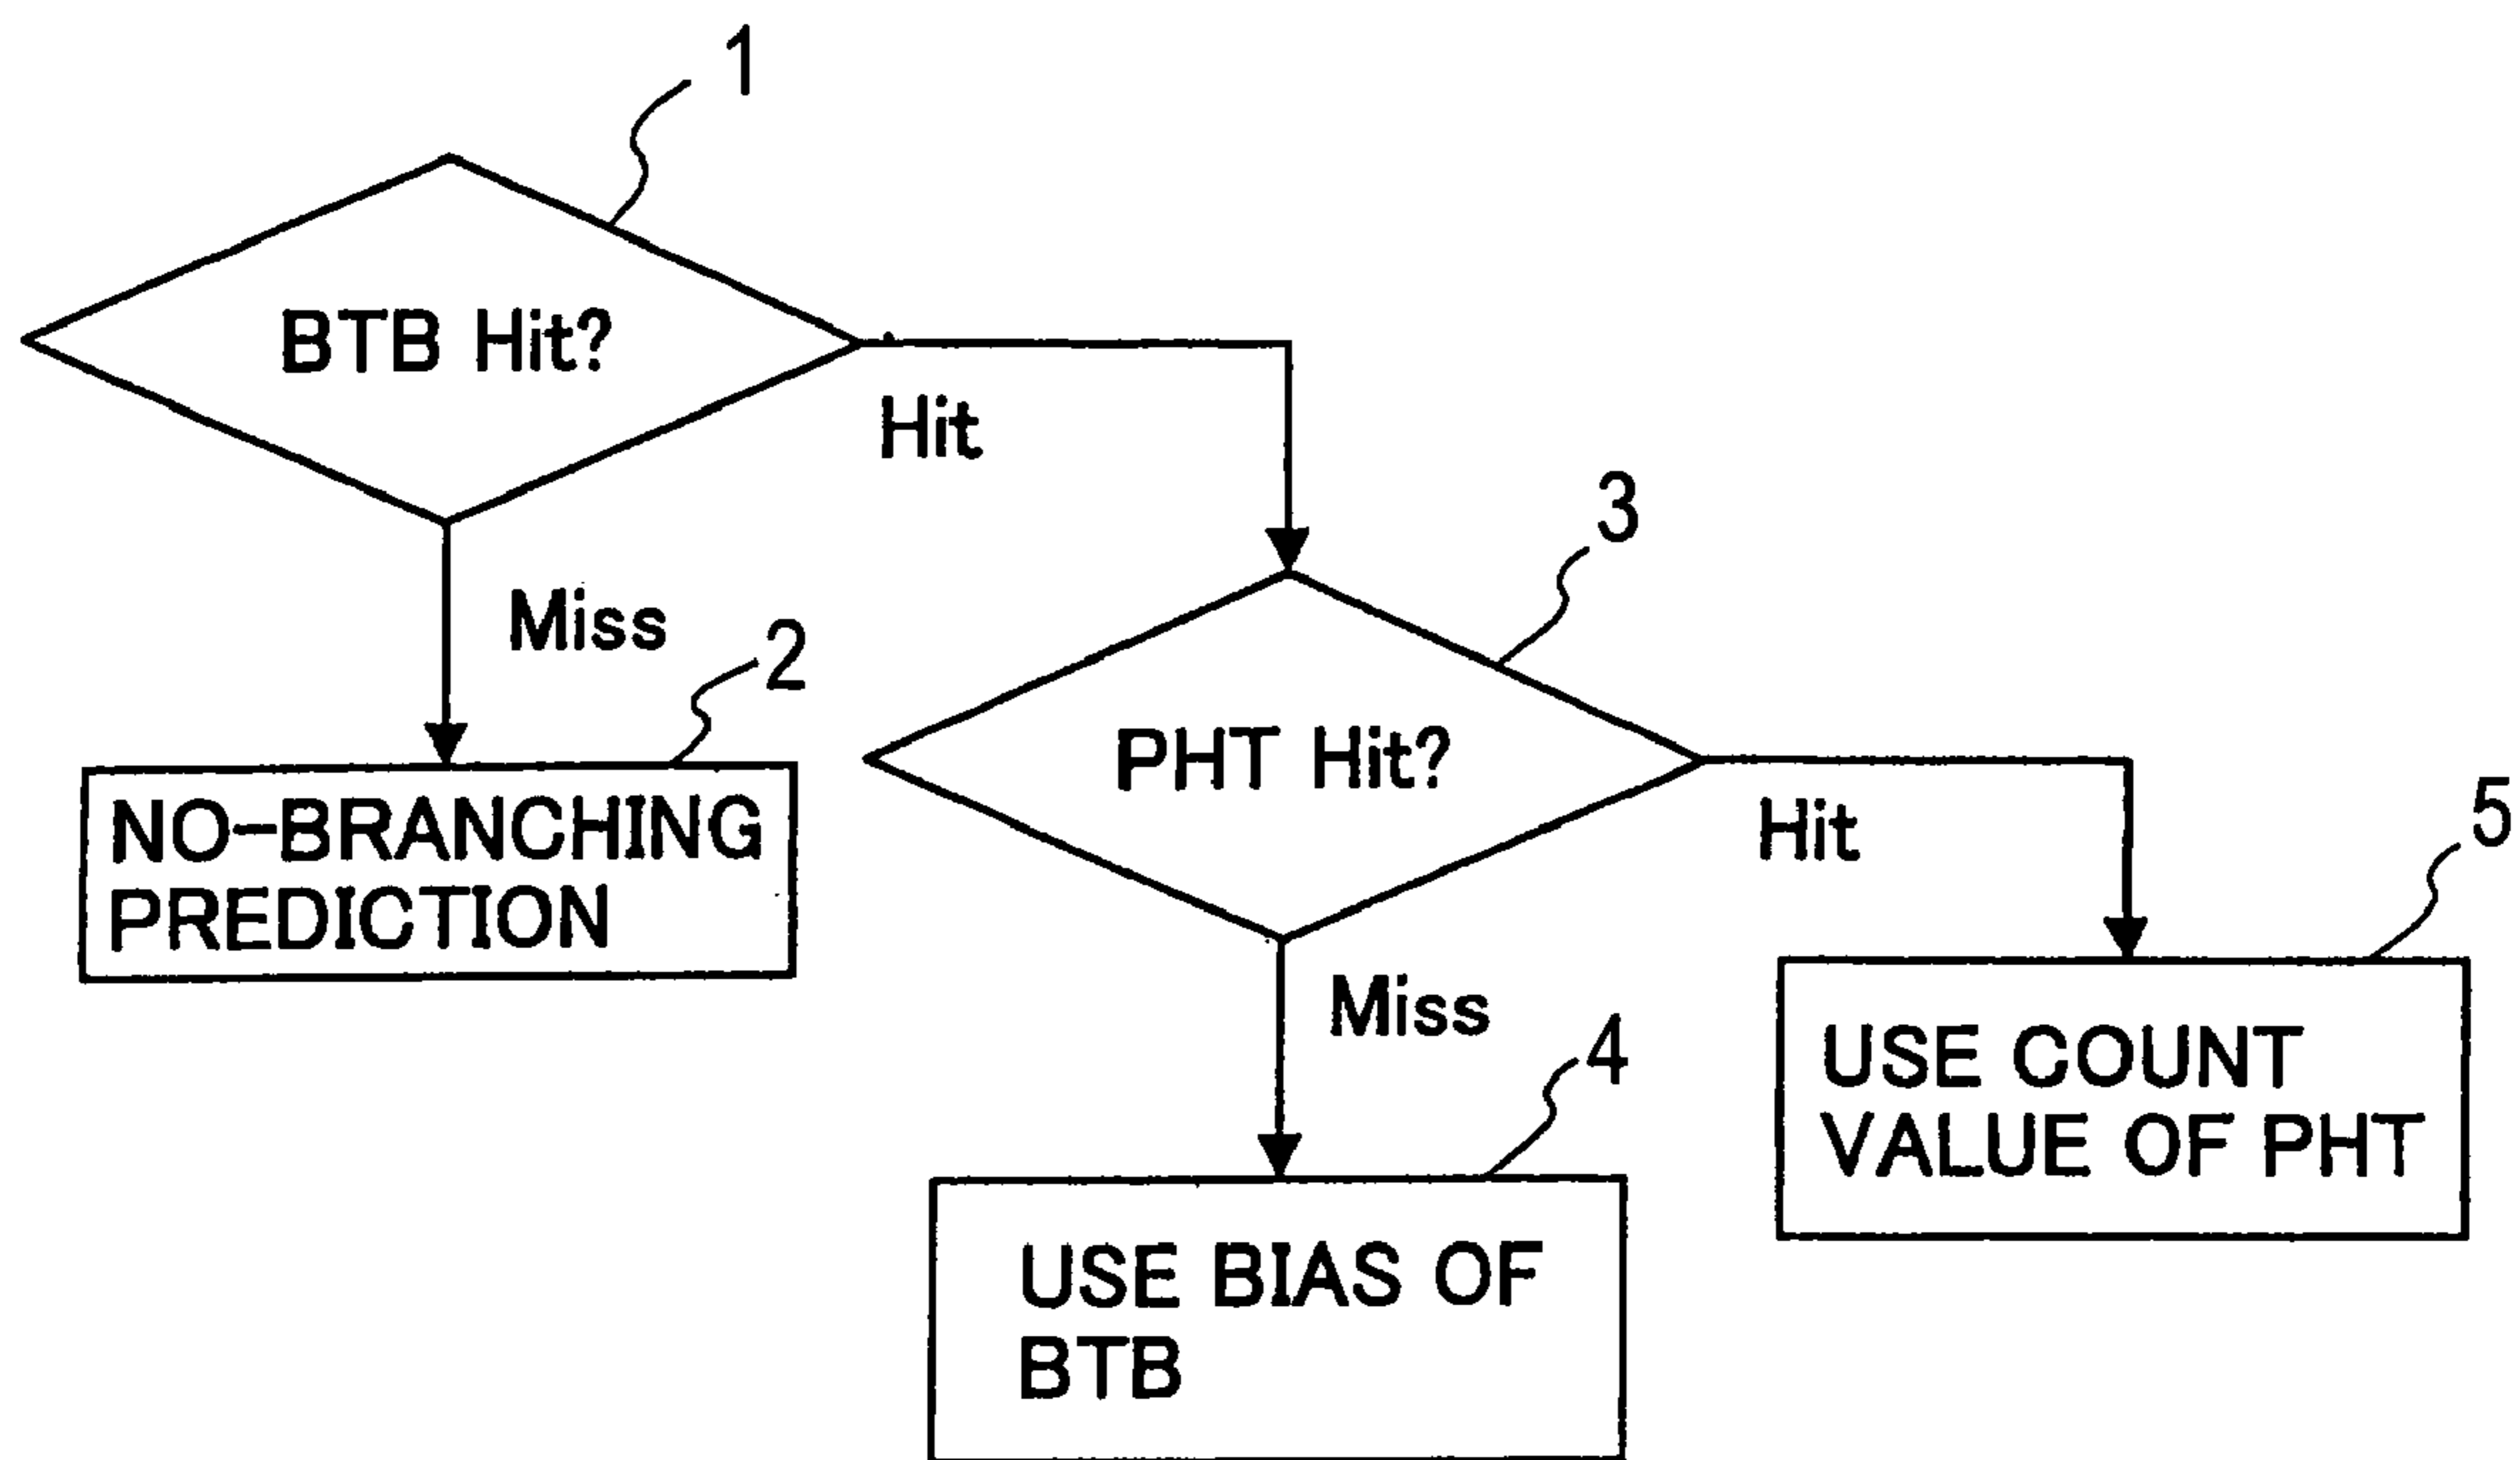 1
BTB Hit?
Hit
Miss
2
NO-BRANCHING
PREDICTION
3
PHT Hit?
Hit
Miss
4
USE BIAS OF
BTB
5
USE COUNT
VALUE OF PHT